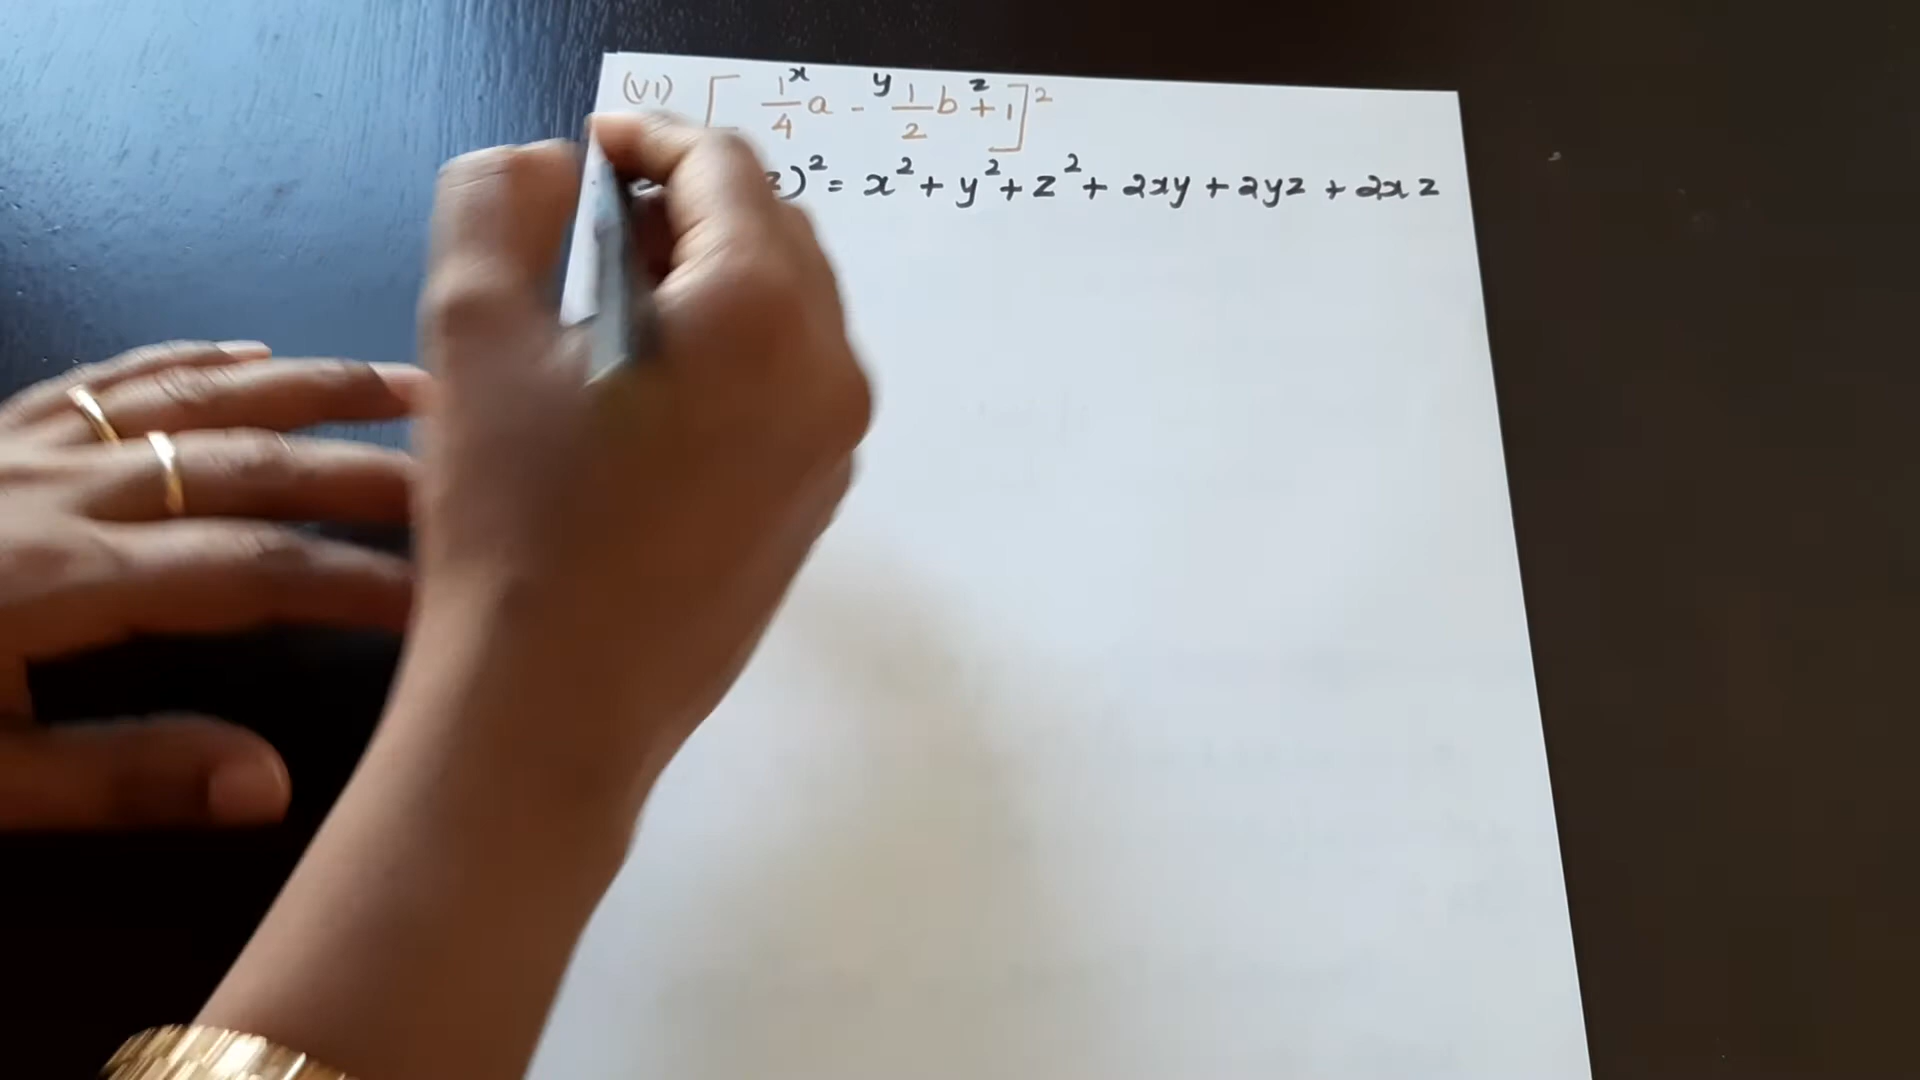 (VI) [1/4 a - 1/2 b + 1]² x y z
z)² = x² + y² + z² + 2xy + 2yz + 2xz